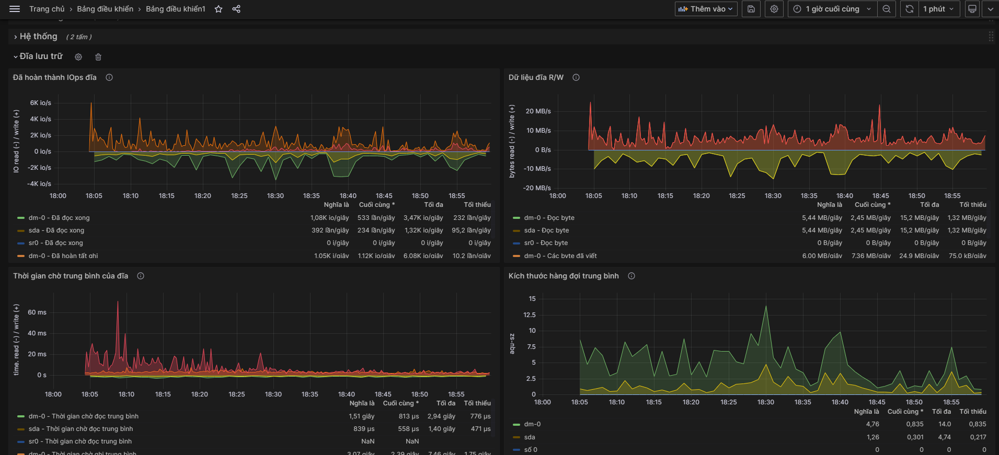 Trang chủ › Bảng điều khiển › Bảng điều khiển1
Thêm vào
1 giờ cuối cùng
1 phút
Hệ thống (2 tấm)
Đĩa lưu trữ
Đã hoàn thành IOps đĩa
IO read (-) / write (+)
6K io/s
4K io/s
2K io/s
0 io/s
-2K io/s
-4K io/s
18:00 18:05 18:10 18:15 18:20 18:25 18:30 18:35 18:40 18:45 18:50 18:55
Nghĩa là Cuối cùng * Tối đa Tối thiểu
dm-0 - Đã đọc xong 1,08K io/giây 533 lần/giây 3,47K io/giây 232 lần/giây
sda - Đã đọc xong 392 lần/giây 234 lần/giây 1,32K io/giây 95,2 lần/giây
sr0 - Đã đọc xong 0 i/giây 0 i/giây 0 i/giây 0 i/giây
dm-0 - Đã hoàn tất ghi 1.05K i/giây 1.12K io/giây 6.08K io/giây 10.2 lần/giây
Dữ liệu đĩa R/W
bytes read (-) / write (+)
20 MB/s
10 MB/s
0 B/s
-10 MB/s
-20 MB/s
18:00 18:05 18:10 18:15 18:20 18:25 18:30 18:35 18:40 18:45 18:50 18:55
Nghĩa là Cuối cùng * Tối đa Tối thiểu
dm-0 - Đọc byte 5,44 MB/giây 2,45 MB/giây 15,2 MB/giây 1,32 MB/giây
sda - Đọc byte 5,44 MB/giây 2,45 MB/giây 15,2 MB/giây 1,32 MB/giây
sr0 - Đọc byte 0 B/giây 0 B/giây 0 B/giây 0 B/giây
dm-0 - Các byte đã viết 6.00 MB/giây 7.36 MB/giây 24.9 MB/giây 75.0 kB/giây
Thời gian chờ trung bình của đĩa
time. read (-) / write (+)
60 ms
40 ms
20 ms
0 s
18:00 18:05 18:10 18:15 18:20 18:25 18:30 18:35 18:40 18:45 18:50 18:55
Nghĩa là Cuối cùng * Tối đa Tối thiểu
dm-0 - Thời gian chờ đọc trung bình 1,51 giây 813 µs 2,94 giây 776 µs
sda - Thời gian chờ đọc trung bình 839 µs 558 µs 1,40 giây 471 µs
sr0 - Thời gian chờ đọc trung bình NaN NaN
dm-0 - Thời gian chờ ghi trung bình 3.07 giây 2.39 giây 7.46 giây 1.75 giây
Kích thước hàng đợi trung bình
aqu-sz
15
12.5
10
7.5
5
2.5
0
18:00 18:05 18:10 18:15 18:20 18:25 18:30 18:35 18:40 18:45 18:50 18:55
Nghĩa là Cuối cùng * Tối đa Tối thiểu
dm-0 4,76 0,835 14.0 0,835
sda 1,26 0,301 4,74 0,217
số 0 0 0 0 0